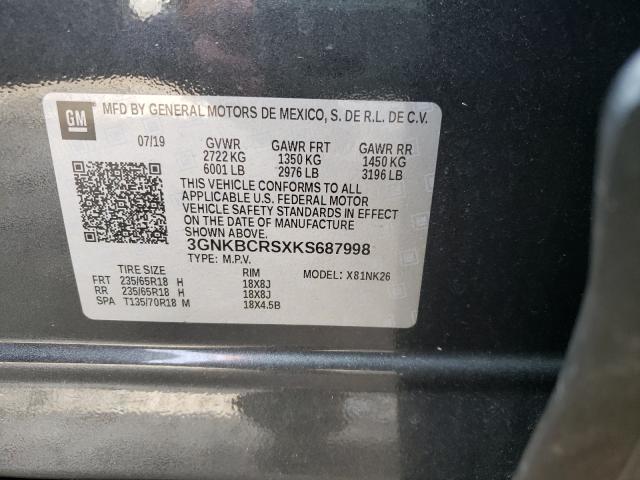 GM
MFD BY GENERAL MOTORS DE MEXICO, S. DE R.L. DE C.V.
07/19 GVWR GAWR FRT GAWR RR
2722 KG 1350 KG 1450 KG
6001 LB 2976 LB 3196 LB
THIS VEHICLE CONFORMS TO ALL
APPLICABLE U.S. FEDERAL MOTOR
VEHICLE SAFETY STANDARDS IN EFFECT
ON THE DATE OF MANUFACTURE
SHOWN ABOVE.
3GNKBCRSXKS687998
TYPE: M.P.V.
TIRE SIZE RIM MODEL: X81NK26
FRT 235/65R18 H 18X8J
RR 235/65R18 H 18X8J
SPA T135/70R18 M 18X4.5B